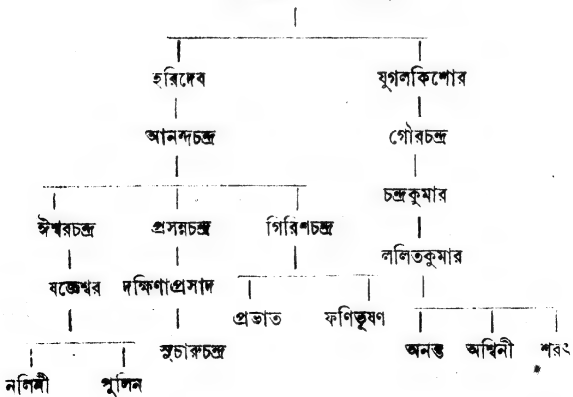 হরিদেব যুগলকিশোর
আনন্দচন্দ্র গৌরচন্দ্র
চন্দ্রকুমার
ঈশ্বরচন্দ্র প্রসন্নচন্দ্র গিরিশচন্দ্র
ললিতকুমার
যজ্ঞেশ্বর দক্ষিণাপ্রসাদ
প্রভাত ফণিভূষণ
সুচারুচন্দ্র অনন্ত অশ্বিনী শরৎ
নলিনী পুলিন